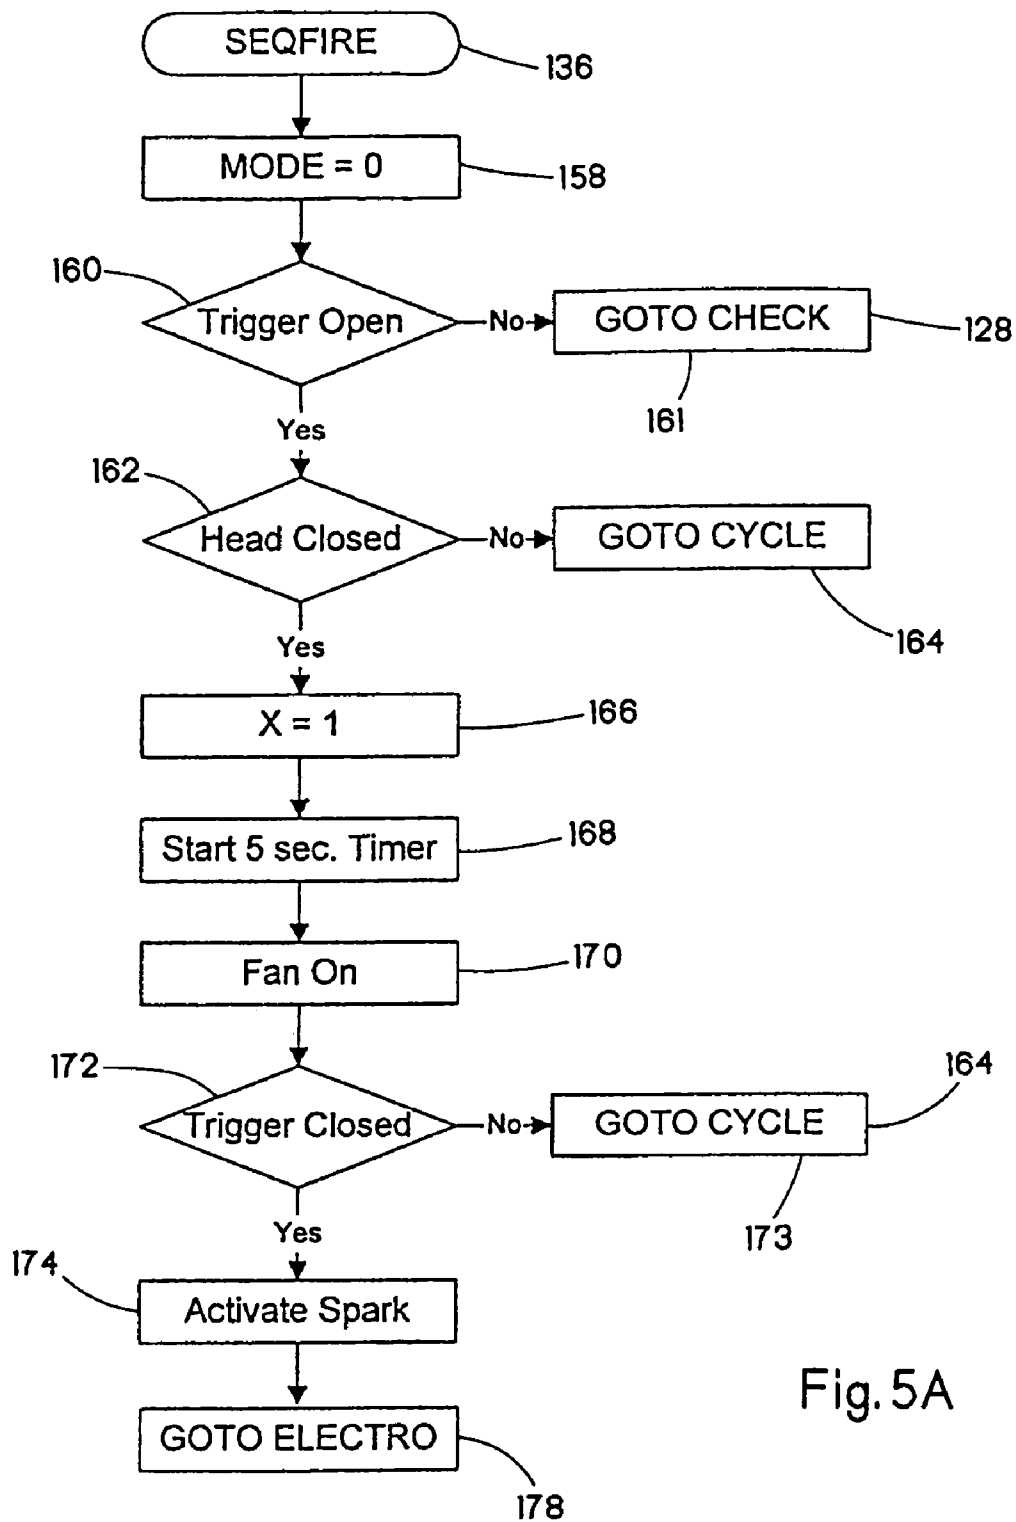 SEQFIRE
136
MODE = 0
158
160
Trigger Open
No
GOTO CHECK
128
161
Yes
162
Head Closed
No
GOTO CYCLE
164
Yes
X = 1
166
Start 5 sec. Timer
168
Fan On
170
172
Trigger Closed
No
GOTO CYCLE
164
173
Yes
174
Activate Spark
GOTO ELECTRO
178
Fig. 5A